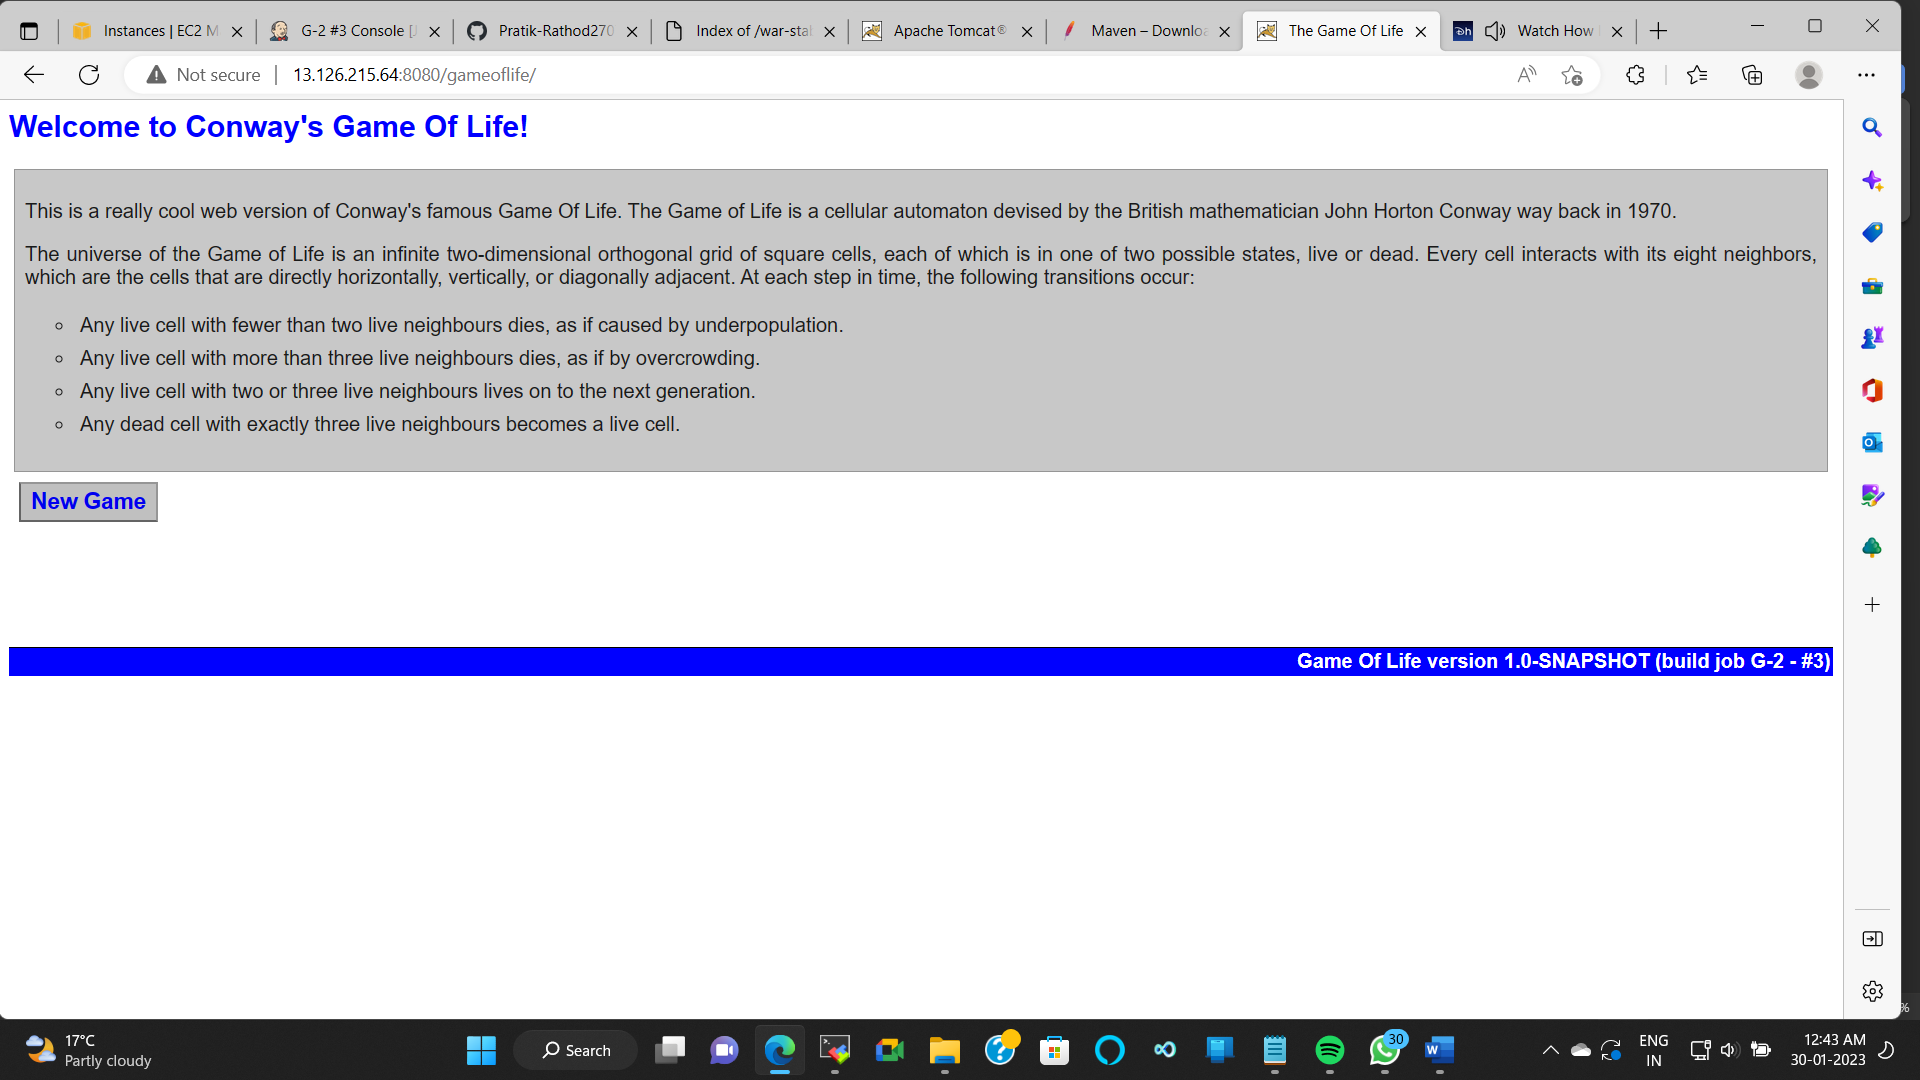 Instances | EC2 M
G-2 #3 Console [J
Pratik-Rathod270
Index of /war-stab
Apache Tomcat®
Maven – Downloa
The Game Of Life
Watch How
Not secure
13.126.215.64:8080/gameoflife/
Welcome to Conway's Game Of Life!
This is a really cool web version of Conway's famous Game Of Life. The Game of Life is a cellular automaton devised by the British mathematician John Horton Conway way back in 1970.
The universe of the Game of Life is an infinite two-dimensional orthogonal grid of square cells, each of which is in one of two possible states, live or dead. Every cell interacts with its eight neighbors,
which are the cells that are directly horizontally, vertically, or diagonally adjacent. At each step in time, the following transitions occur:
Any live cell with fewer than two live neighbours dies, as if caused by underpopulation.
Any live cell with more than three live neighbours dies, as if by overcrowding.
Any live cell with two or three live neighbours lives on to the next generation.
Any dead cell with exactly three live neighbours becomes a live cell.
New Game
Game Of Life version 1.0-SNAPSHOT (build job G-2 - #3)
%
17°C
Partly cloudy
Search
30
ENG
IN
12:43 AM
30-01-2023